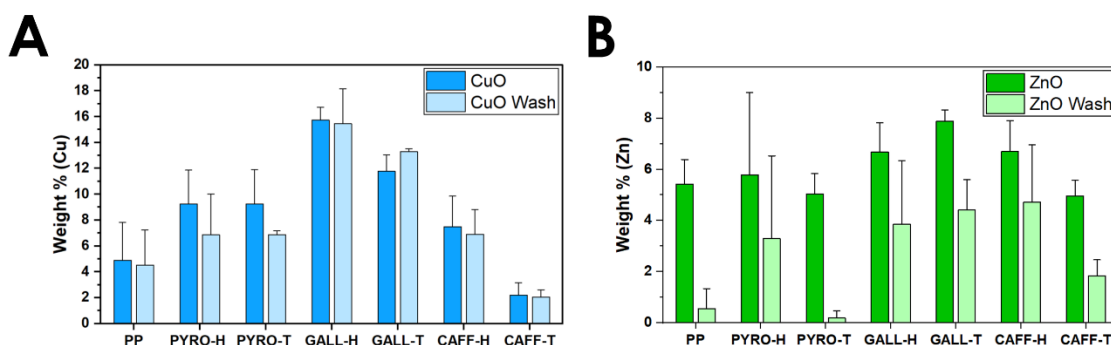 A
Weight % (Cu)
20
18
16
14
12
10
8
6
4
2
0
CuO
CuO Wash
PP PYRO-H PYRO-T GALL-H GALL-T CAFF-H CAFF-T
B
Weight % (Zn)
10
8
6
4
2
0
ZnO
ZnO Wash
PP PYRO-H PYRO-T GALL-H GALL-T CAFF-H CAFF-T